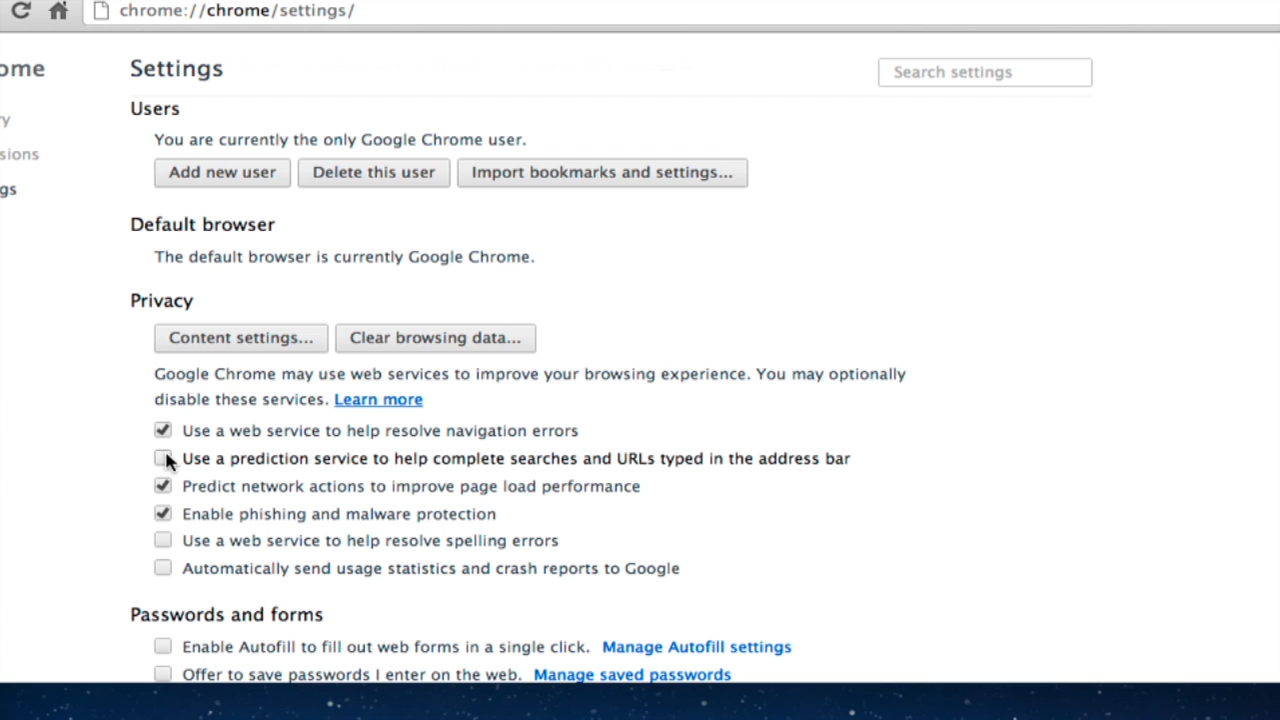 chrome://chrome/settings/
ome
Settings
Search settings
ry
sions
gs
Users
You are currently the only Google Chrome user.
Add new user Delete this user Import bookmarks and settings...
Default browser
The default browser is currently Google Chrome.
Privacy
Content settings... Clear browsing data...
Google Chrome may use web services to improve your browsing experience. You may optionally
disable these services. Learn more
Use a web service to help resolve navigation errors
Use a prediction service to help complete searches and URLs typed in the address bar
Predict network actions to improve page load performance
Enable phishing and malware protection
Use a web service to help resolve spelling errors
Automatically send usage statistics and crash reports to Google
Passwords and forms
Enable Autofill to fill out web forms in a single click. Manage Autofill settings
Offer to save passwords I enter on the web. Manage saved passwords